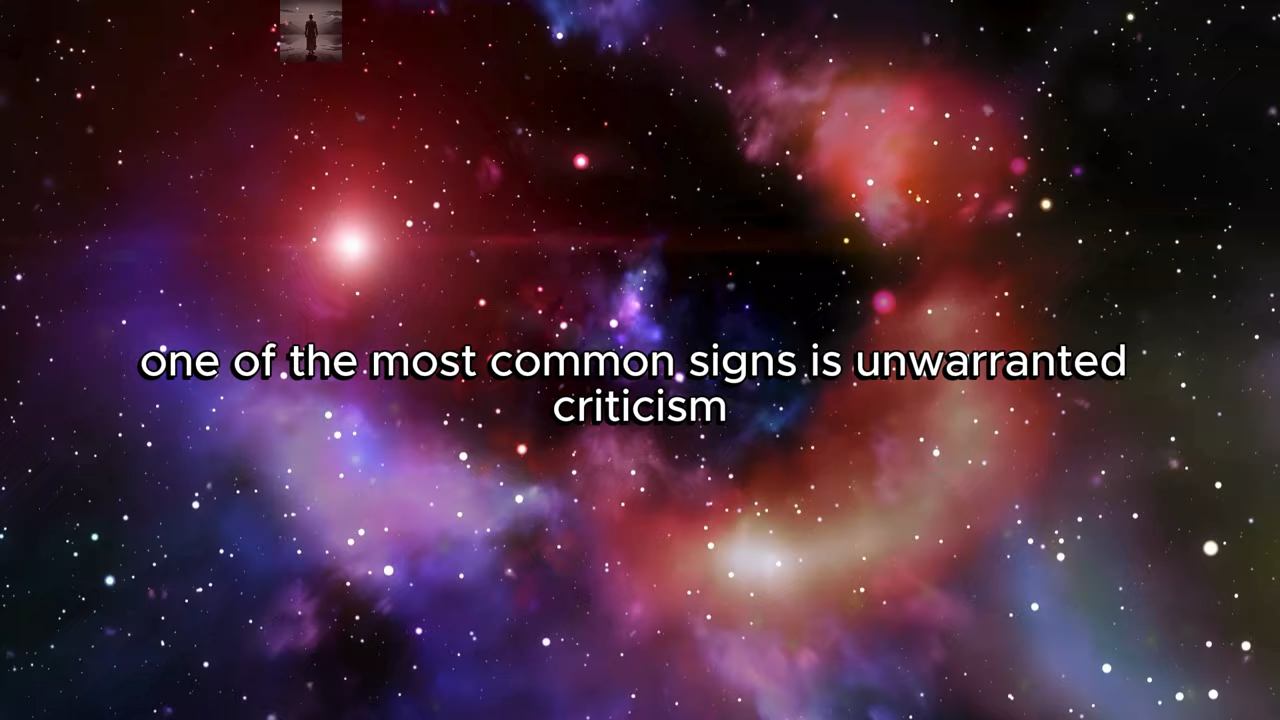 one of the most common signs is unwarranted
criticism